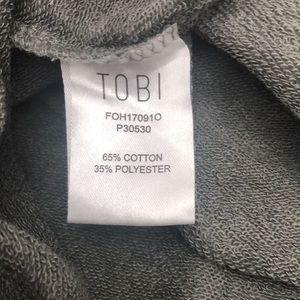 TOBI
FOH17091O
P30530
65% COTTON
35% POLYESTER